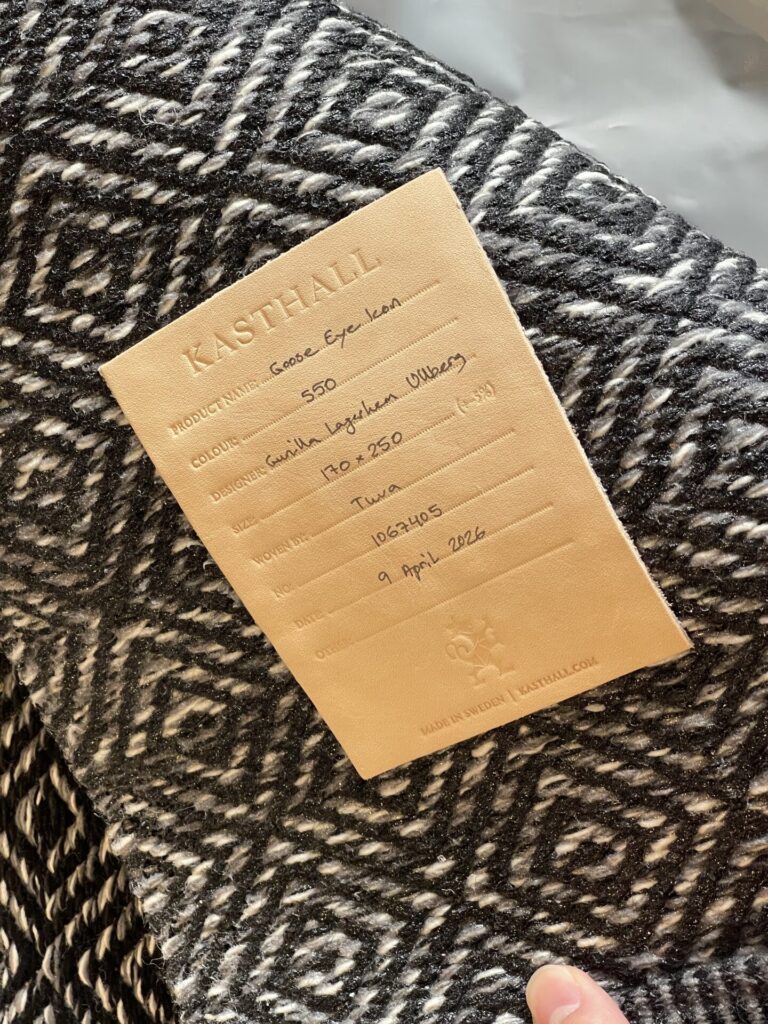 KASTHALL
PRODUCT NAME: Goose Eye Icon
COLOUR: 550
DESIGNER: Gunilla Lagerhem Ullberg
SIZE: 170 × 250 (+-3%)
WOVEN BY: Tuva
NO: 1067405
DATE: 9 April 2026
MADE IN SWEDEN | KASTHALL.COM